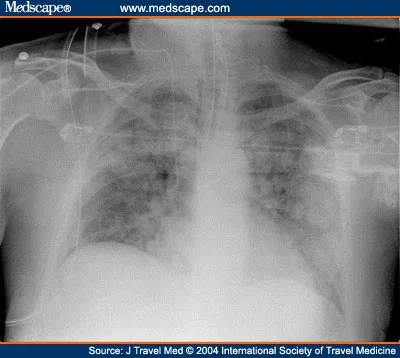 Medscape® www.medscape.com
Source: J Travel Med © 2004 International Society of Travel Medicine